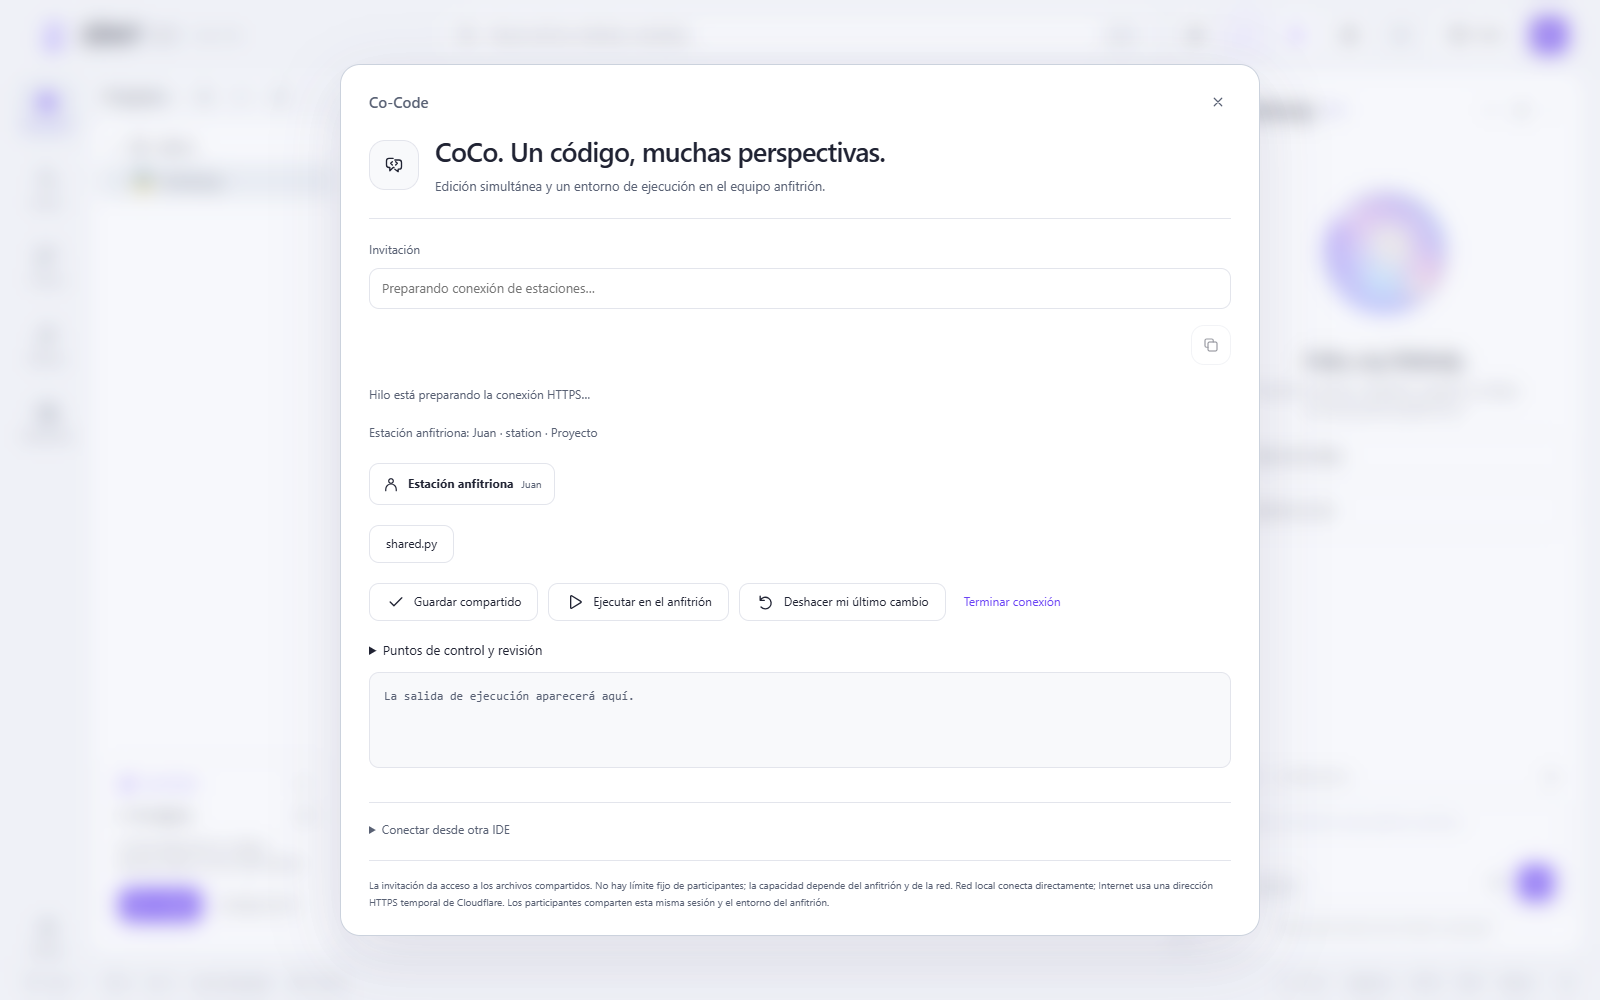 Co-Code
CoCo. Un código, muchas perspectivas.
Edición simultánea y un entorno de ejecución en el equipo anfitrión.
Invitación
Preparando conexión de estaciones...
Hilo está preparando la conexión HTTPS...
Estación anfitriona: Juan · station · Proyecto
Estación anfitriona Juan
shared.py
Guardar compartido Ejecutar en el anfitrión Deshacer mi último cambio Terminar conexión
Puntos de control y revisión
La salida de ejecución aparecerá aquí.
Conectar desde otra IDE
La invitación da acceso a los archivos compartidos. No hay límite fijo de participantes; la capacidad depende del anfitrión y de la red. Red local conecta directamente; Internet usa una dirección
HTTPS temporal de Cloudflare. Los participantes comparten esta misma sesión y el entorno del anfitrión.